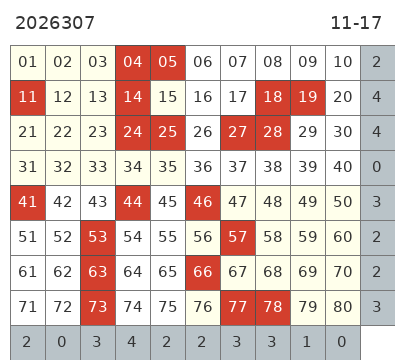 2026307 11-17
01 02 03 04 05 06 07 08 09 10 2
11 12 13 14 15 16 17 18 19 20 4
21 22 23 24 25 26 27 28 29 30 4
31 32 33 34 35 36 37 38 39 40 0
41 42 43 44 45 46 47 48 49 50 3
51 52 53 54 55 56 57 58 59 60 2
61 62 63 64 65 66 67 68 69 70 2
71 72 73 74 75 76 77 78 79 80 3
2 0 3 4 2 2 3 3 1 0